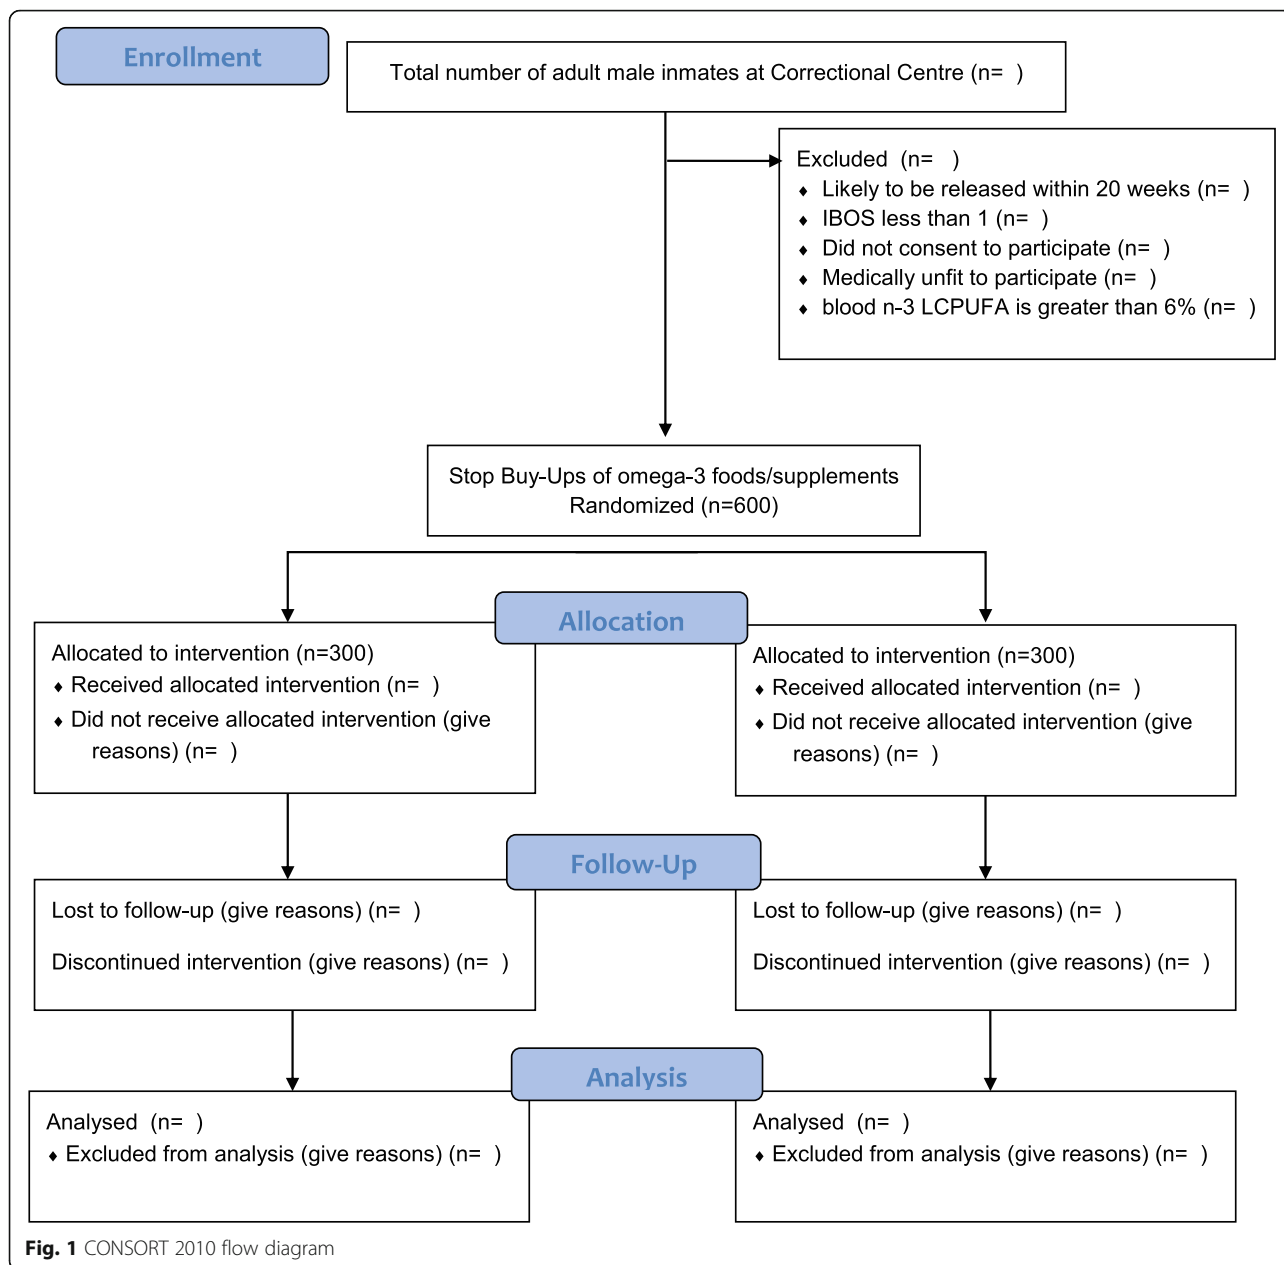 Enrollment
Total number of adult male inmates at Correctional Centre (n=  )
Excluded  (n=   )
♦ Likely to be released within 20 weeks (n=  )
♦ IBOS less than 1 (n=  )
♦ Did not consent to participate (n=  )
♦ Medically unfit to participate (n=  )
♦ blood n-3 LCPUFA is greater than 6% (n=  )
Stop Buy-Ups of omega-3 foods/supplements
Randomized (n=600)
Allocation
Allocated to intervention (n=300)
♦ Received allocated intervention (n=  )
♦ Did not receive allocated intervention (give
reasons) (n=  )
Allocated to intervention (n=300)
♦ Received allocated intervention (n=  )
♦ Did not receive allocated intervention (give
reasons) (n=  )
Follow-Up
Lost to follow-up (give reasons) (n=  )
Discontinued intervention (give reasons) (n=  )
Lost to follow-up (give reasons) (n=  )
Discontinued intervention (give reasons) (n=  )
Analysis
Analysed  (n=  )
♦ Excluded from analysis (give reasons) (n=  )
Analysed  (n=  )
♦ Excluded from analysis (give reasons) (n=  )
Fig. 1 CONSORT 2010 flow diagram